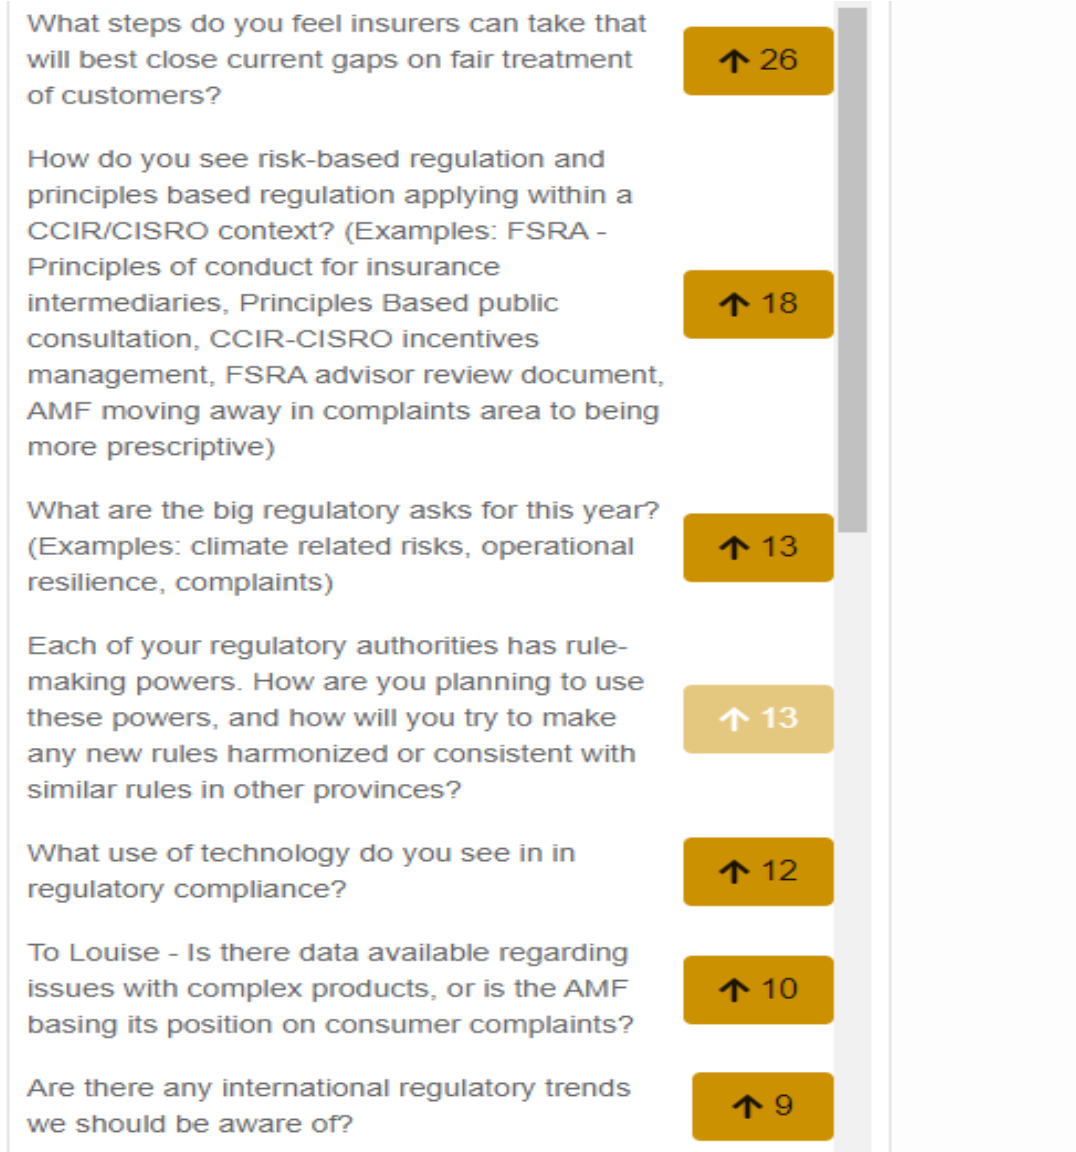 What steps do you feel insurers can take that
will best close current gaps on fair treatment
of customers?
↑ 26
How do you see risk-based regulation and
principles based regulation applying within a
CCIR/CISRO context? (Examples: FSRA -
Principles of conduct for insurance
intermediaries, Principles Based public
consultation, CCIR-CISRO incentives
management, FSRA advisor review document,
AMF moving away in complaints area to being
more prescriptive)
↑ 18
What are the big regulatory asks for this year?
(Examples: climate related risks, operational
resilience, complaints)
↑ 13
Each of your regulatory authorities has rule-
making powers. How are you planning to use
these powers, and how will you try to make
any new rules harmonized or consistent with
similar rules in other provinces?
↑ 13
What use of technology do you see in in
regulatory compliance?
↑ 12
To Louise - Is there data available regarding
issues with complex products, or is the AMF
basing its position on consumer complaints?
↑ 10
Are there any international regulatory trends
we should be aware of?
↑ 9